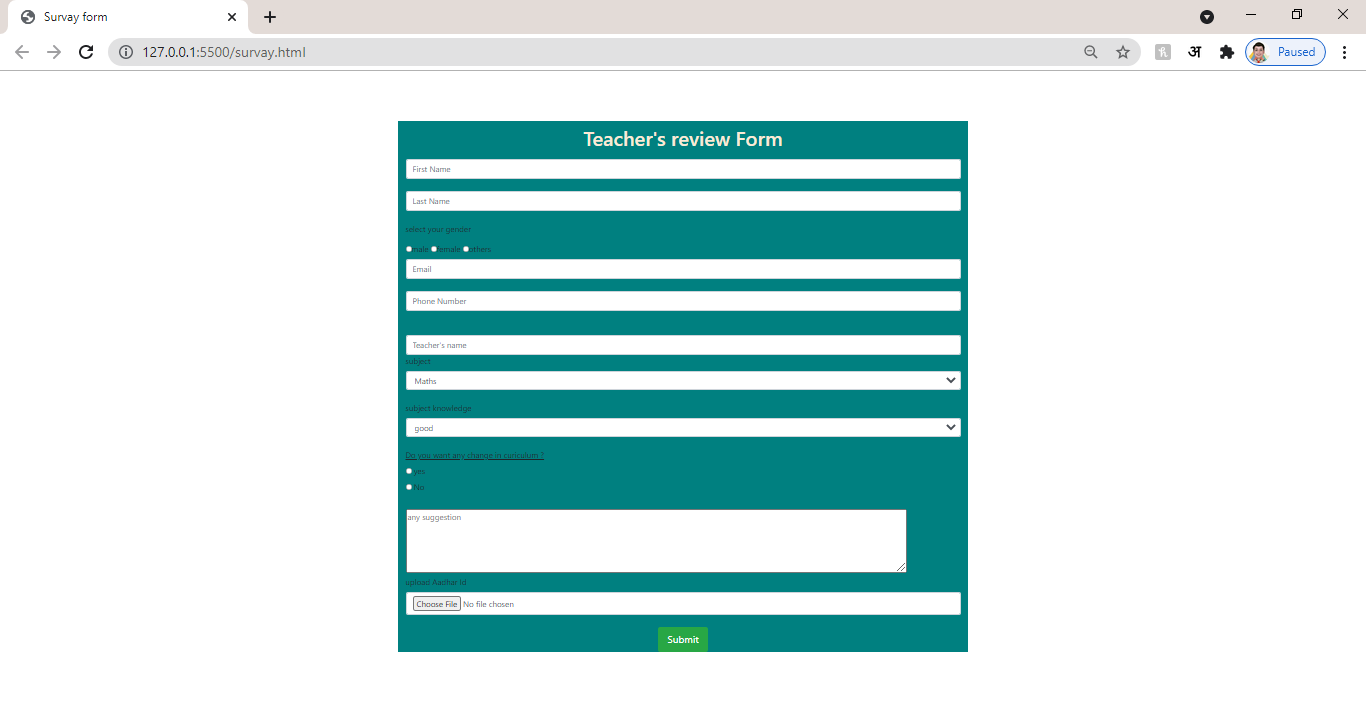 Survay form
127.0.0.1:5500/survay.html
अ
Paused
Teacher's review Form
First Name
Last Name
select your gender
male female others
Email
Phone Number
Teacher's name
subject
Maths
subject knowledge
good
Do you want any change in curiculum ?
yes
No
any suggestion
upload Aadhar Id
Choose File No file chosen
Submit